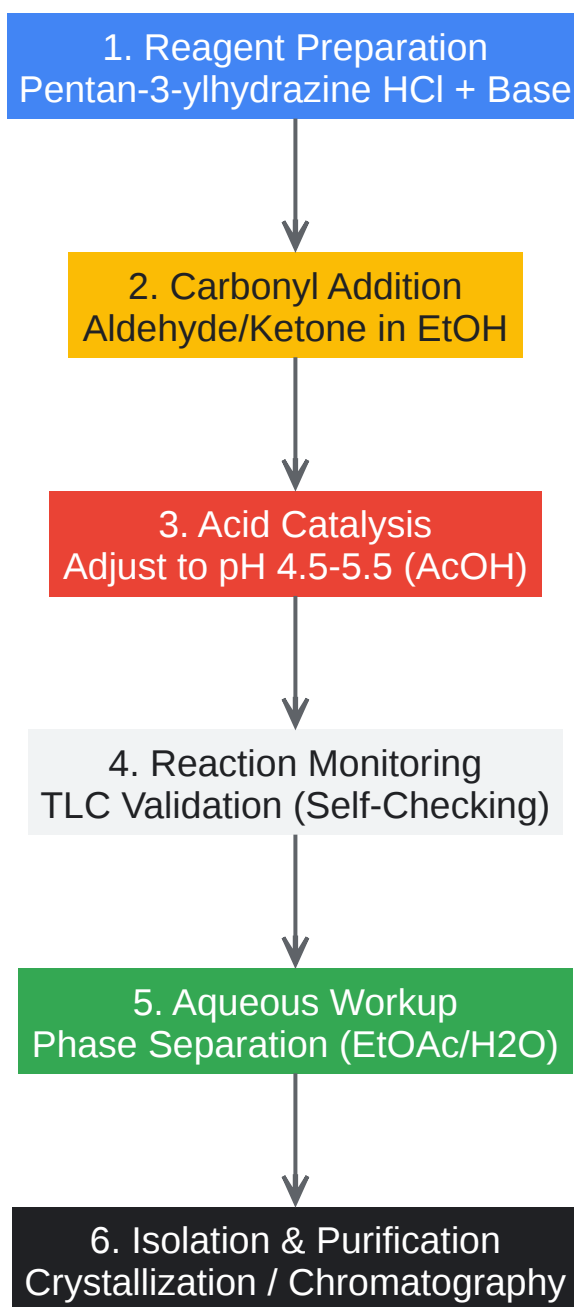 1. Reagent Preparation
Pentan-3-ylhydrazine HCl + Base
2. Carbonyl Addition
Aldehyde/Ketone in EtOH
3. Acid Catalysis
Adjust to pH 4.5-5.5 (AcOH)
4. Reaction Monitoring
TLC Validation (Self-Checking)
5. Aqueous Workup
Phase Separation (EtOAc/H2O)
6. Isolation & Purification
Crystallization / Chromatography